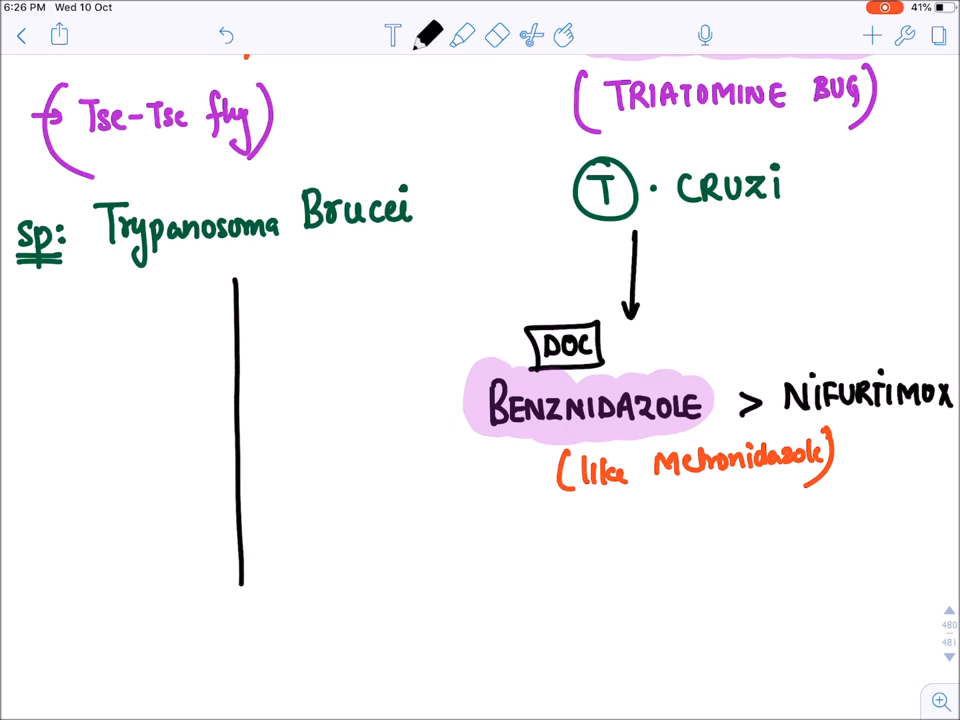 6:26 PM Wed 10 Oct
41%
T
→ (Tse-Tse fly)
(TRIATOMINE BUG)
sp: Trypanosoma Brucei
T. CRUZi
DOC
BENZNIDAZOLE > NiFURTiMOX
(like Metronidazole)
480
481